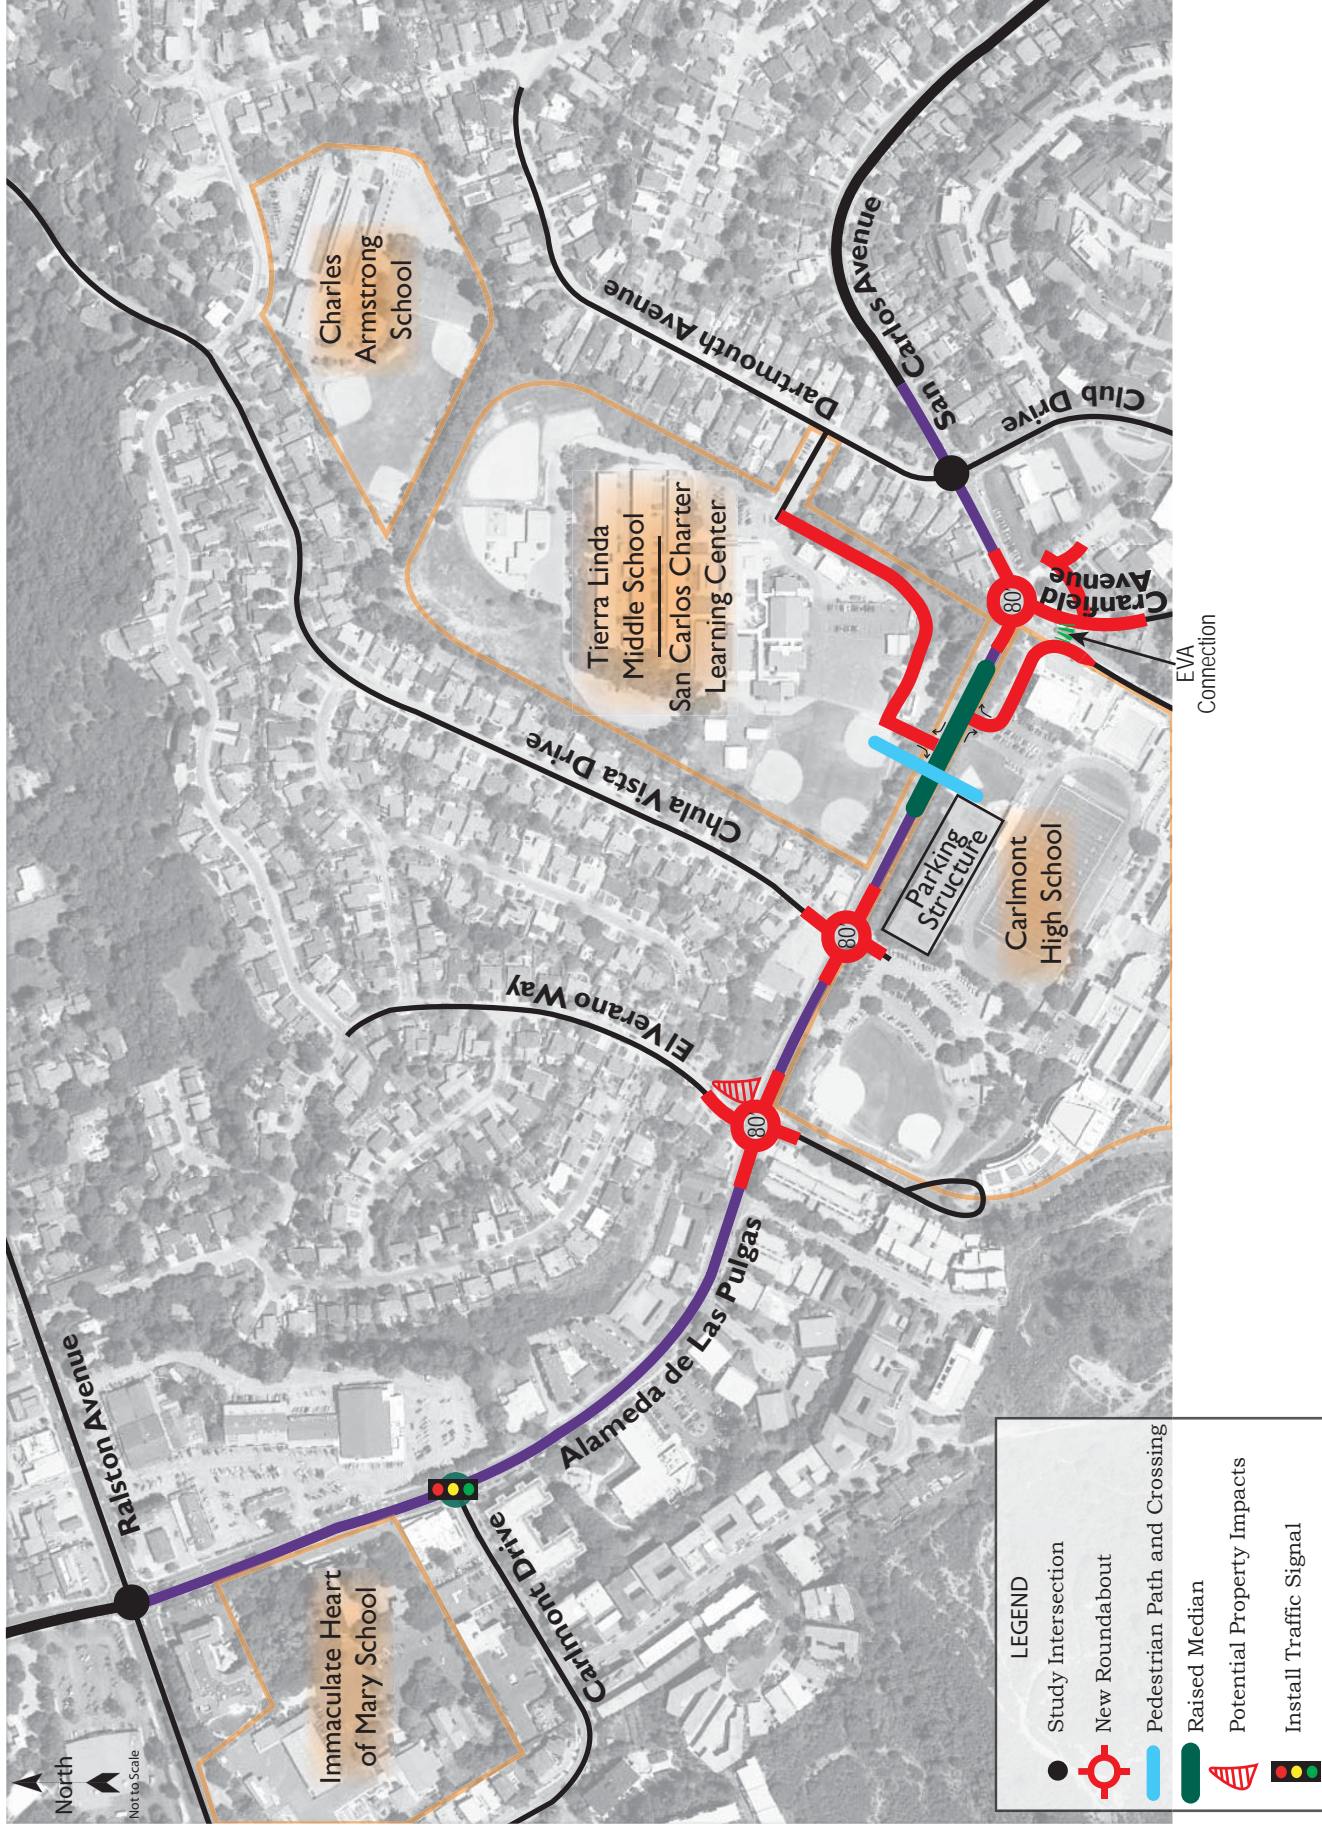 North
Not to Scale
Ralston Avenue
Immaculate Heart
of Mary School
Carlmont Drive
Alameda de Las Pulgas
El Verano Way
Chula Vista Drive
Charles
Armstrong
School
Tierra Linda
Middle School
San Carlos Charter
Learning Center
Dartmouth Avenue
San Carlos Avenue
Club Drive
Cranfield
Avenue
80'
80'
80'
Parking
Structure
Carlmont
High School
EVA
Connection
LEGEND
Study Intersection
New Roundabout
Pedestrian Path and Crossing
Raised Median
Potential Property Impacts
Install Traffic Signal